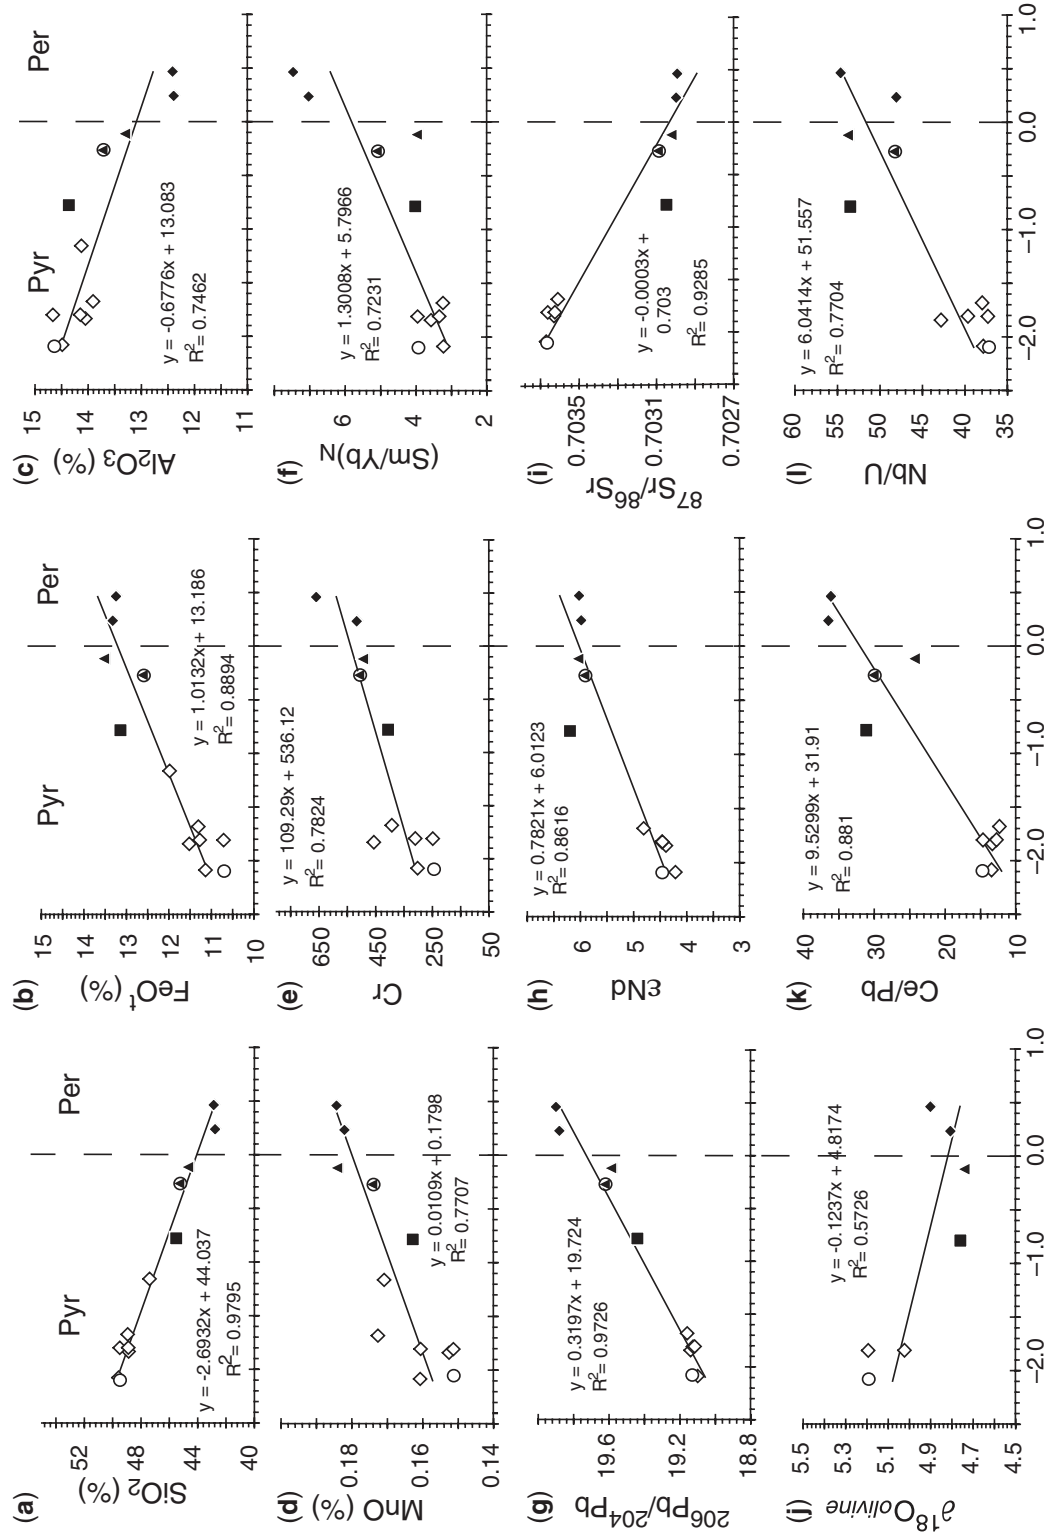 (a)
Pyr
Per
SiO2 (%)
52
48
44
40
y = -2.6932x + 44.037
R2= 0.9795
(b)
Pyr
Per
FeOt (%)
15
13
11
10
y = 1.0132x + 13.186
R2= 0.8894
(c)
Pyr
Per
Al2O3 (%)
15
14
13
12
11
y = -0.6776x + 13.083
R2= 0.7462
(d)
MnO (%)
0.18
0.16
0.14
y = 0.0109x + 0.1798
R2= 0.7707
(e)
Cr
650
450
250
50
y = 109.29x + 536.12
R2= 0.7824
(f)
(Sm/Yb)N
6
4
2
y = 1.3008x + 5.7966
R2= 0.7231
(g)
206Pb/204Pb
19.6
19.2
18.8
y = 0.3197x + 19.724
R2= 0.9726
(h)
εNd
6
5
4
3
y = 0.7821x + 6.0123
R2= 0.8616
(i)
87Sr/86Sr
0.7035
0.7031
0.7027
y = -0.0003x +
0.703
R2= 0.9285
(j)
∂18Oolivine
5.5
5.3
5.1
4.9
4.7
4.5
y = -0.1237x + 4.8174
R2= 0.5726
−2.0 −1.0 0.0 1.0
(k)
Ce/Pb
40
30
20
10
y = 9.5299x + 31.91
R2= 0.881
−2.0 −1.0 0.0 1.0
(l)
Nb/U
60
55
50
45
40
35
y = 6.0414x + 51.557
R2= 0.7704
−2.0 −1.0 0.0 1.0